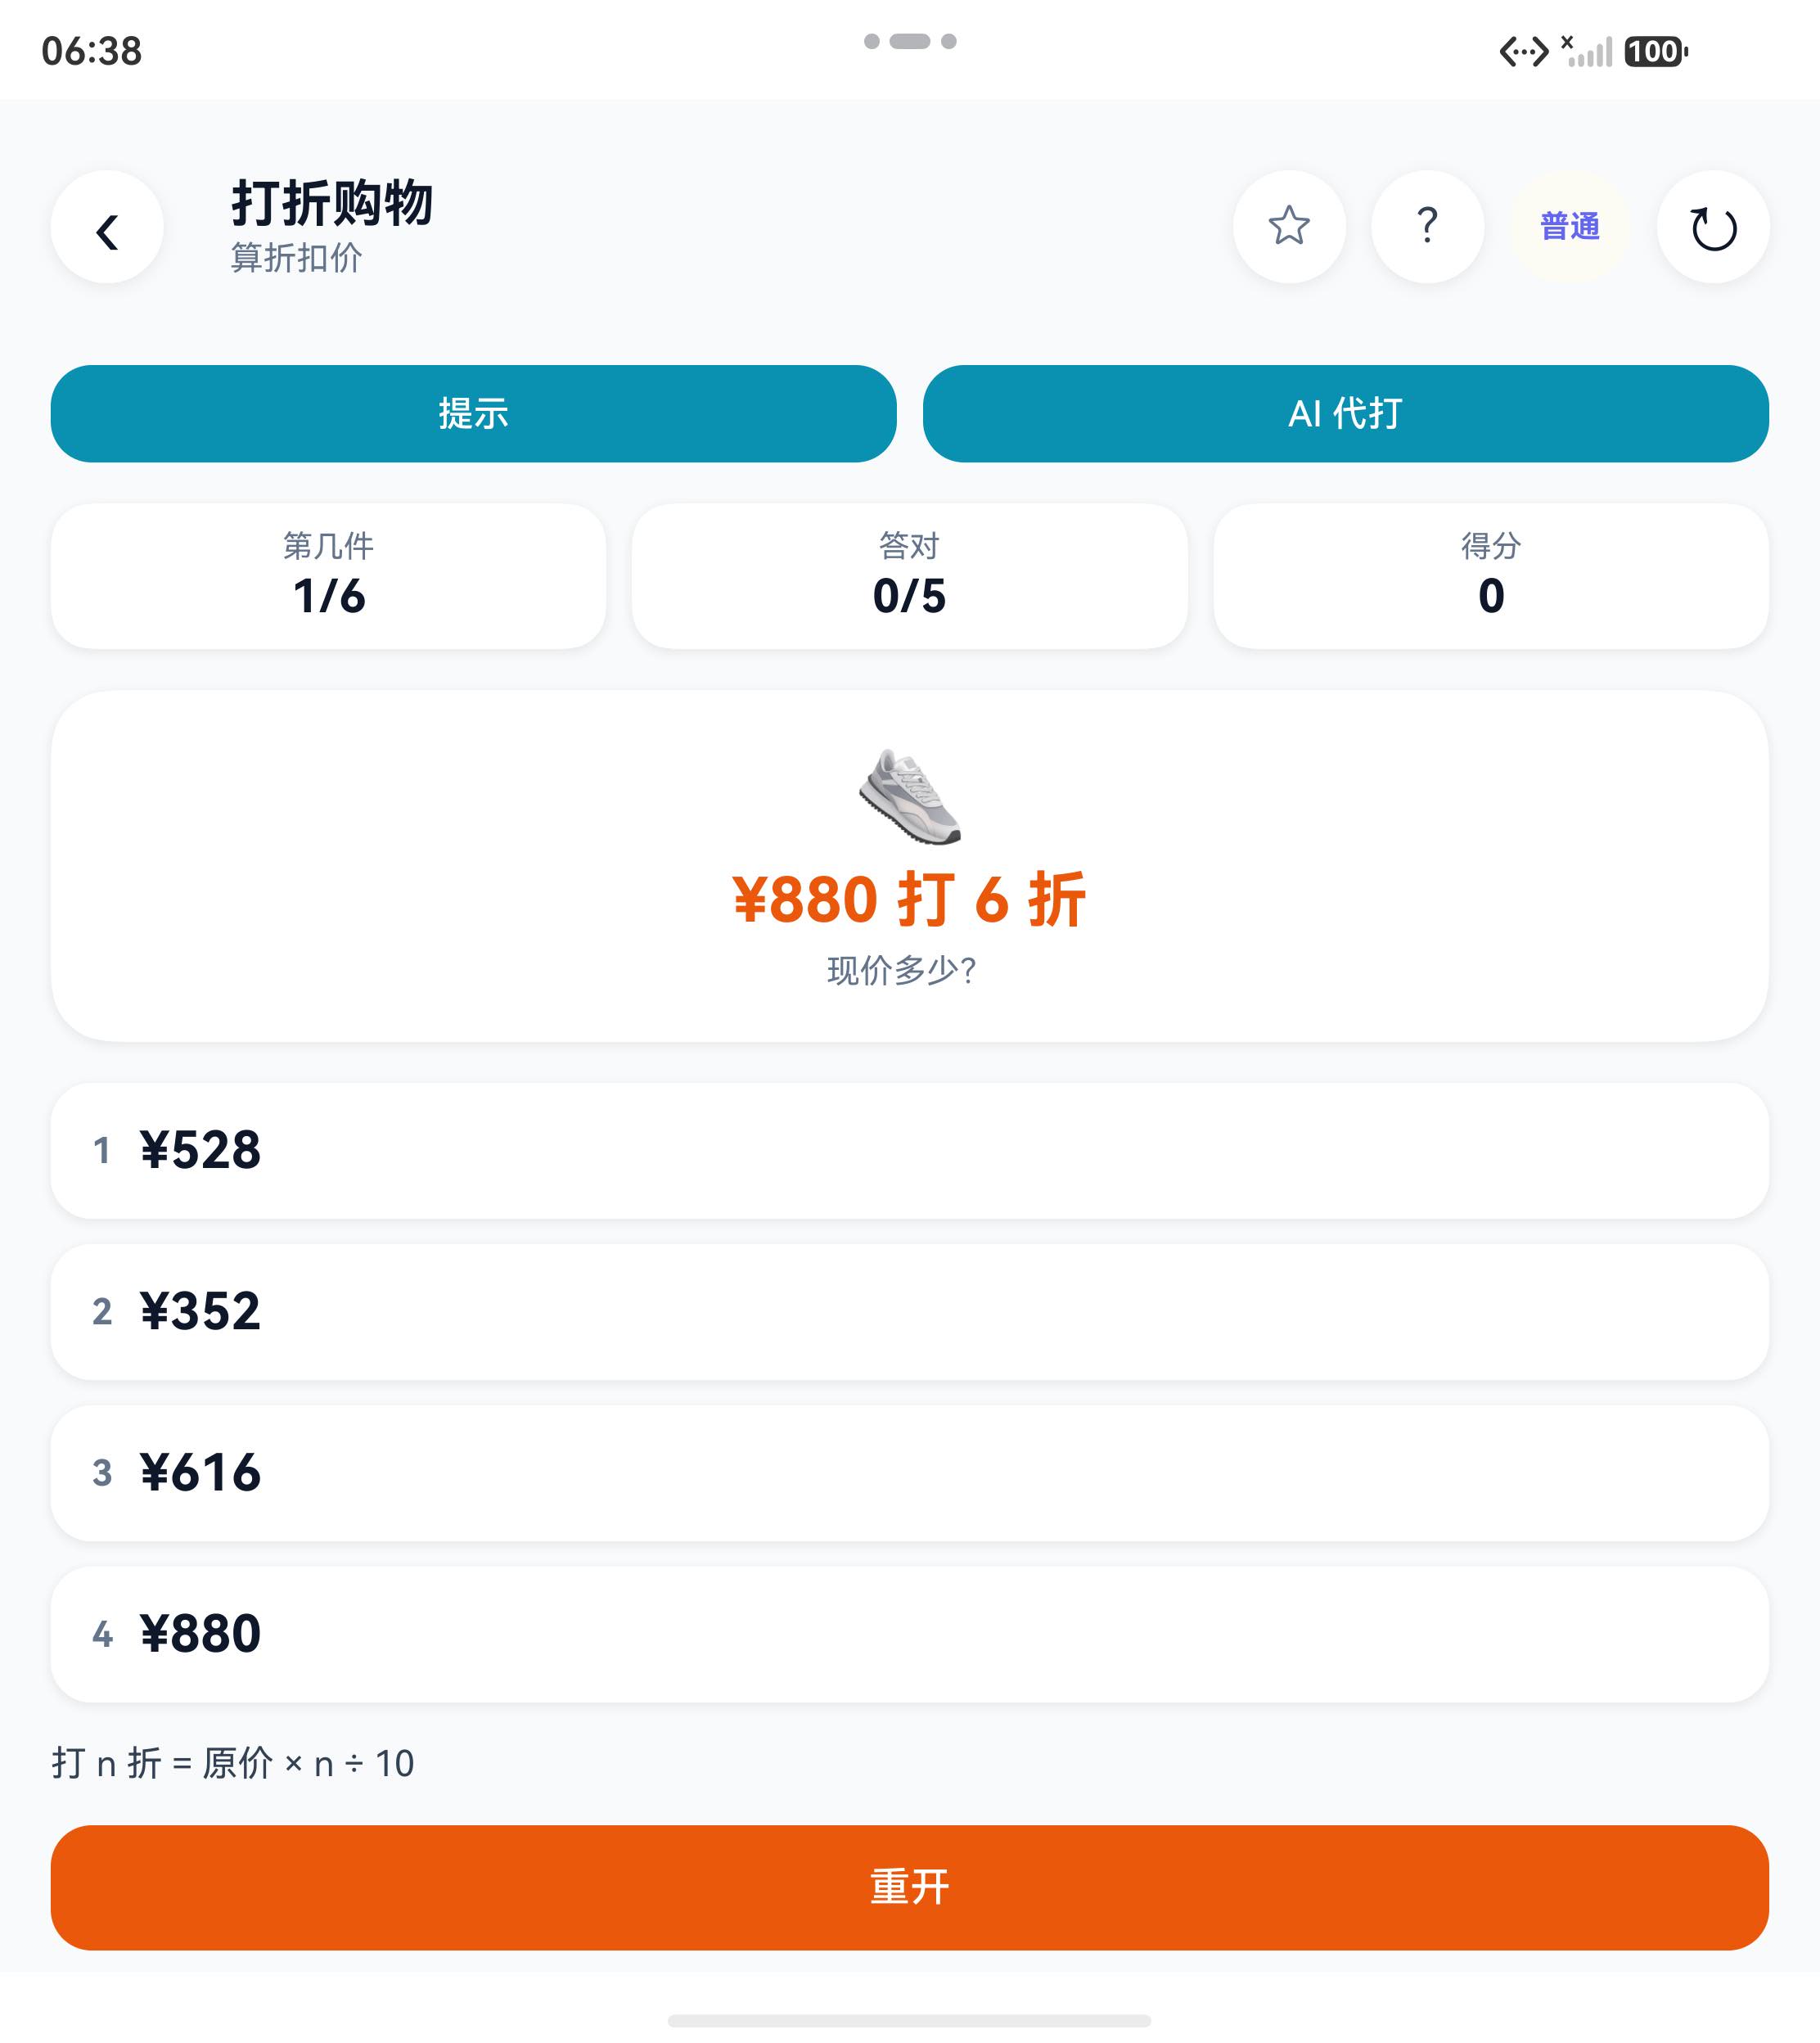 06:38
100
打折购物
算折扣价
?
普通
提示
AI 代打
第几件
1/6
答对
0/5
得分
0
¥880 打 6 折
现价多少?
1 ¥528
2 ¥352
3 ¥616
4 ¥880
打 n 折 = 原价 × n ÷ 10
重开